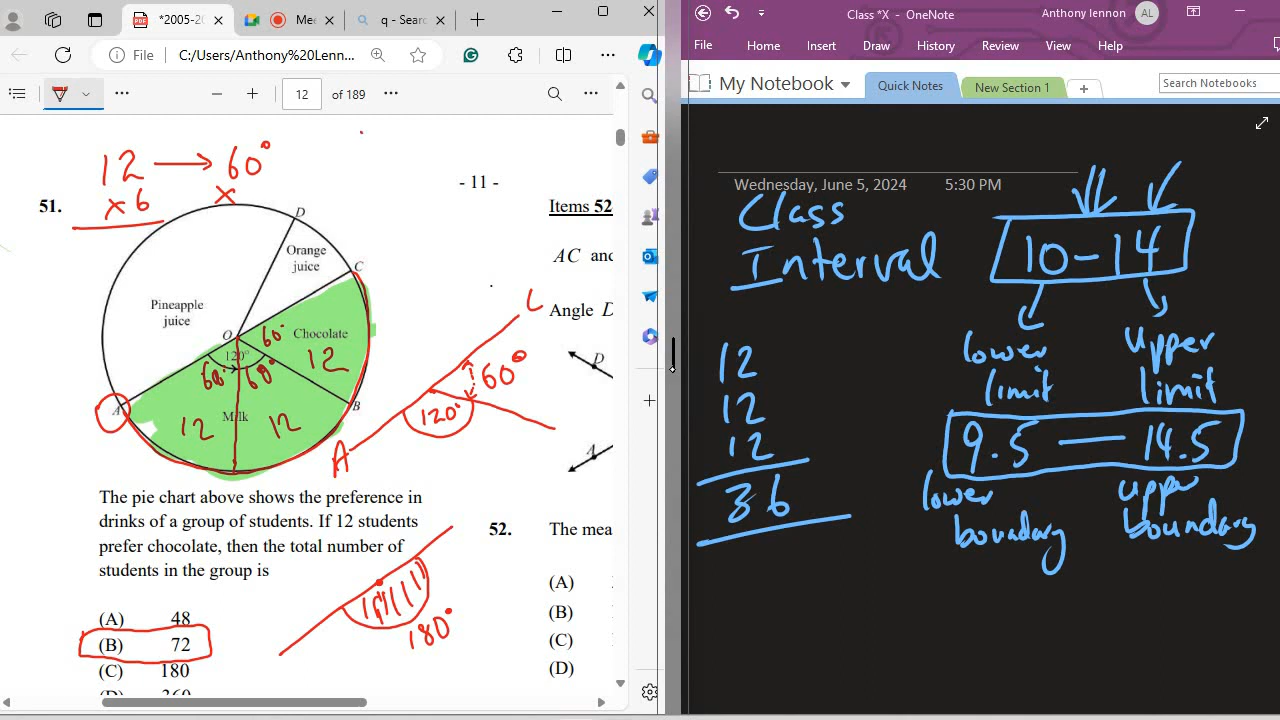 *2005-20
Mee
q - Searc
File
C:/Users/Anthony%20Lenn...
12
of 189
12 → 60°
x 6
x
- 11 -
51.
D
Orange
juice
C
Pineapple
juice
O
60°
Chocolate
120°
12
60°
60°
A
Milk
B
12
12
L
60°
120°
A
The pie chart above shows the preference in
drinks of a group of students. If 12 students
prefer chocolate, then the total number of
students in the group is
180°
(A) 48
(B) 72
(C) 180
(D) 360
Items 52
AC and
Angle D
D
A
52. The mea
(A)
(B)
(C)
(D)
Class *X - OneNote
Anthony lennon
AL
File Home Insert Draw History Review View Help
My Notebook
Quick Notes
New Section 1
Search Notebooks
Wednesday, June 5, 2024 5:30 PM
Class
Interval
10 - 14
lower
limit
upper
limit
12
12
12
36
9.5 — 14.5
lower
boundary
upper
boundary